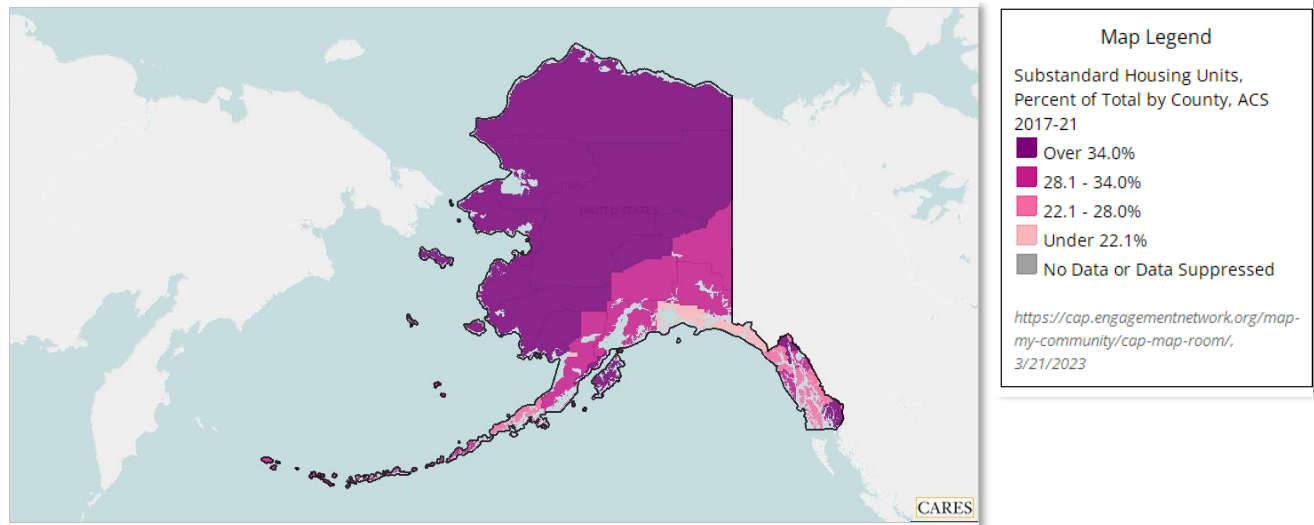 UNITED STATES
CARES
Map Legend
Substandard Housing Units,
Percent of Total by County, ACS
2017-21
Over 34.0%
28.1 - 34.0%
22.1 - 28.0%
Under 22.1%
No Data or Data Suppressed
https://cap.engagementnetwork.org/map-
my-community/cap-map-room/,
3/21/2023